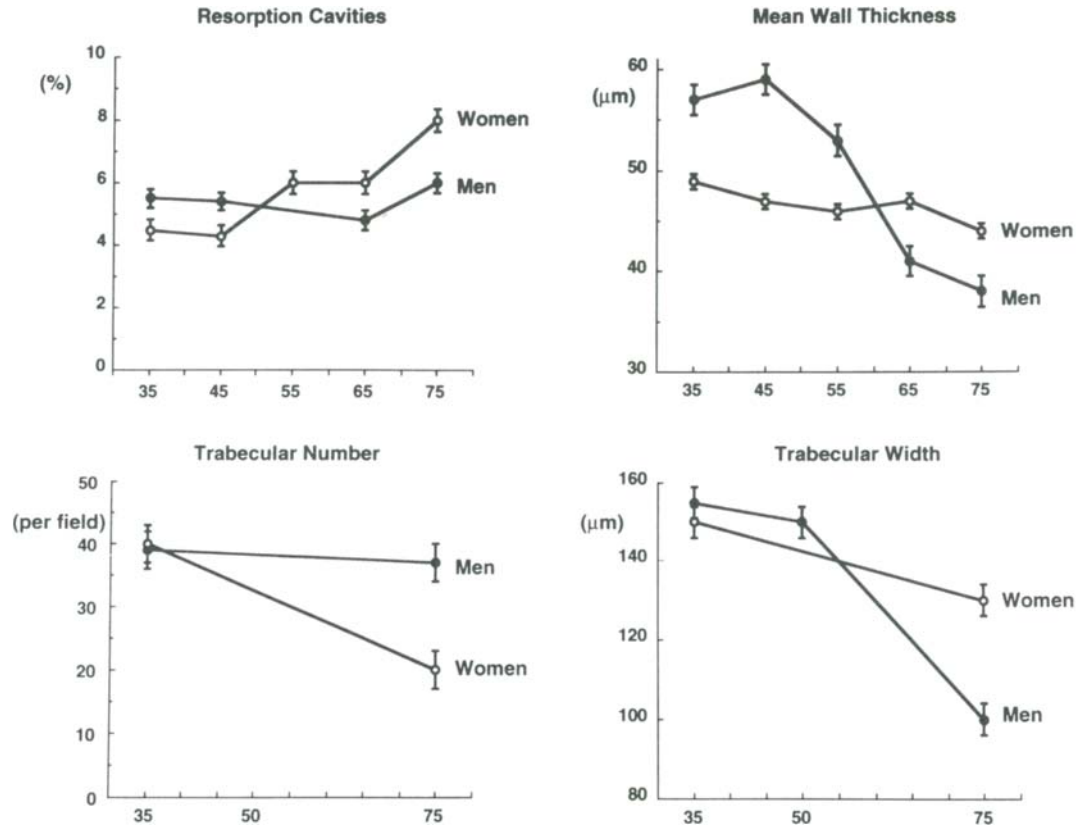 Resorption Cavities
(%)
10
8
6
4
2
0
Women
Men
35 45 55 65 75
Mean Wall Thickness
(μm)
60
50
40
30
Women
Men
35 45 55 65 75
Trabecular Number
(per field)
50
40
30
20
10
0
Men
Women
35 50 75
Trabecular Width
(μm)
160
140
120
100
80
Women
Men
35 50 75